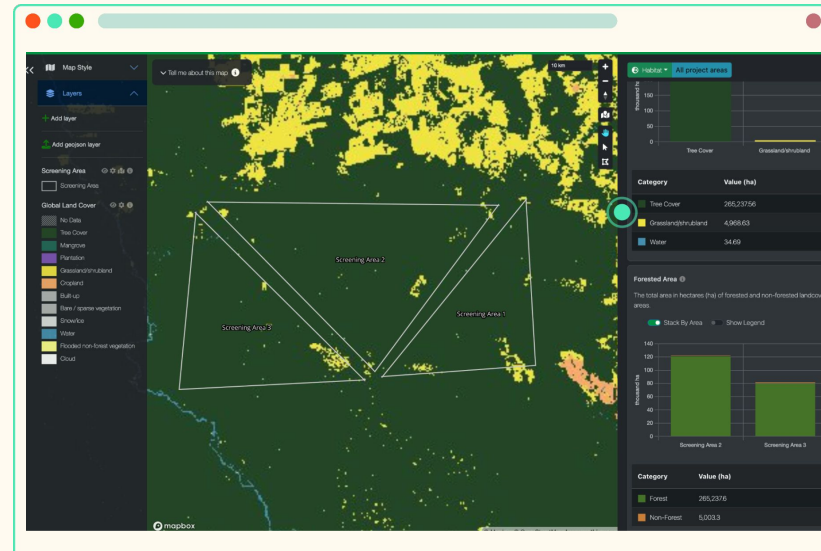 Map Style
Layers
Add layer
Add geojson layer
Screening Area
Screening Area
Global Land Cover
No Data
Tree Cover
Mangrove
Plantation
Grassland/shrubland
Cropland
Built-up
Bare / sparse vegetation
Snow/ice
Water
Flooded non-forest vegetation
Cloud
Tell me about this map
10 km
Screening Area 2
Screening Area 1
Screening Area 3
mapbox
Habitat
All project areas
thousand ha
150
100
50
0
Tree Cover
Grassland/shrubland
Category Value (ha)
Tree Cover 265,237.56
Grassland/shrubland 4,968.63
Water 34.69
Forested Area
The total area in hectares (ha) of forested and non-forested landcov
areas
Stack By Area Show Legend
thousand ha
140
120
100
80
60
40
20
0
Screening Area 2
Screening Area 3
Category Value (ha)
Forest 265,237.6
Non-Forest 5,003.3